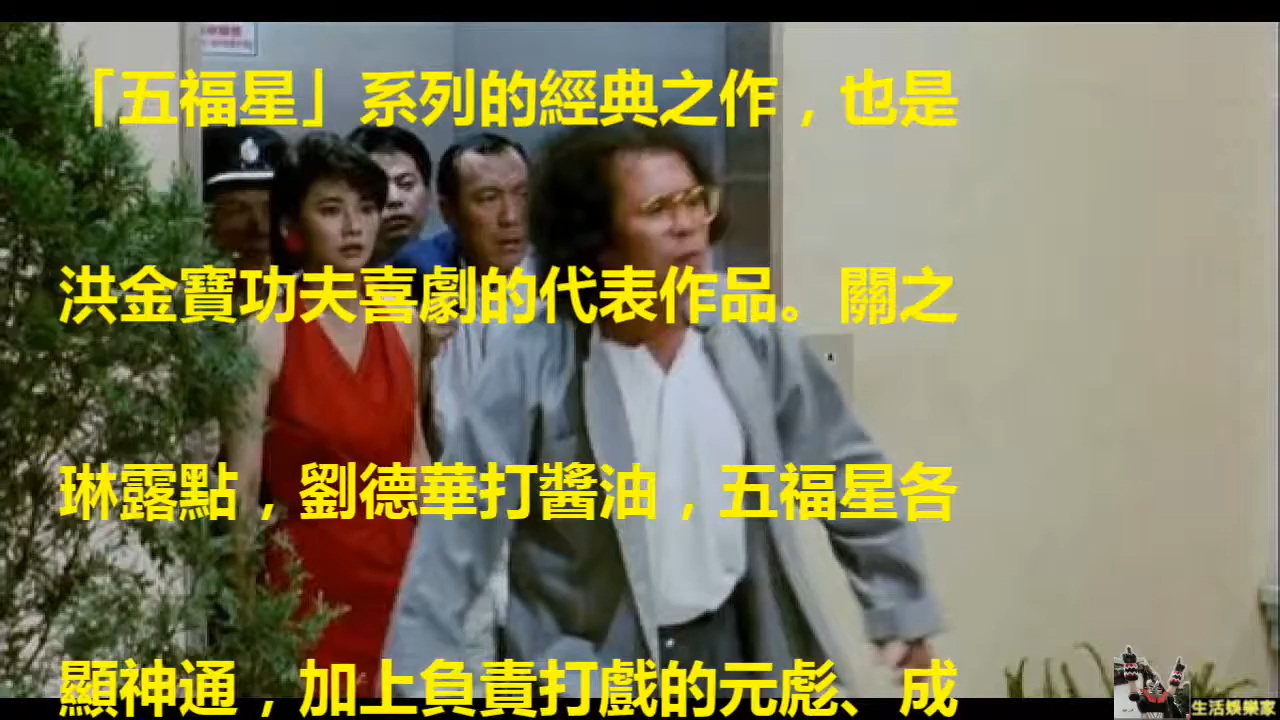 「五福星」系列的經典之作，也是
洪金寶功夫喜劇的代表作品。關之
琳露點，劉德華打醬油，五福星各
顯神通，加上負責打戲的元彪、成
生活娛樂家